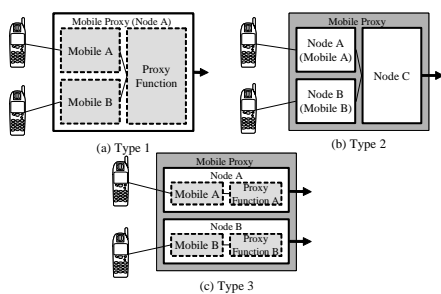 Mobile Proxy (Node A)
Mobile A
Mobile B
Proxy
Function
(a) Type 1
Mobile Proxy
Node A
(Mobile A)
Node B
(Mobile B)
Node C
(b) Type 2
Mobile Proxy
Node A
Mobile A
Proxy
Function A
Node B
Mobile B
Proxy
Function B
(c) Type 3